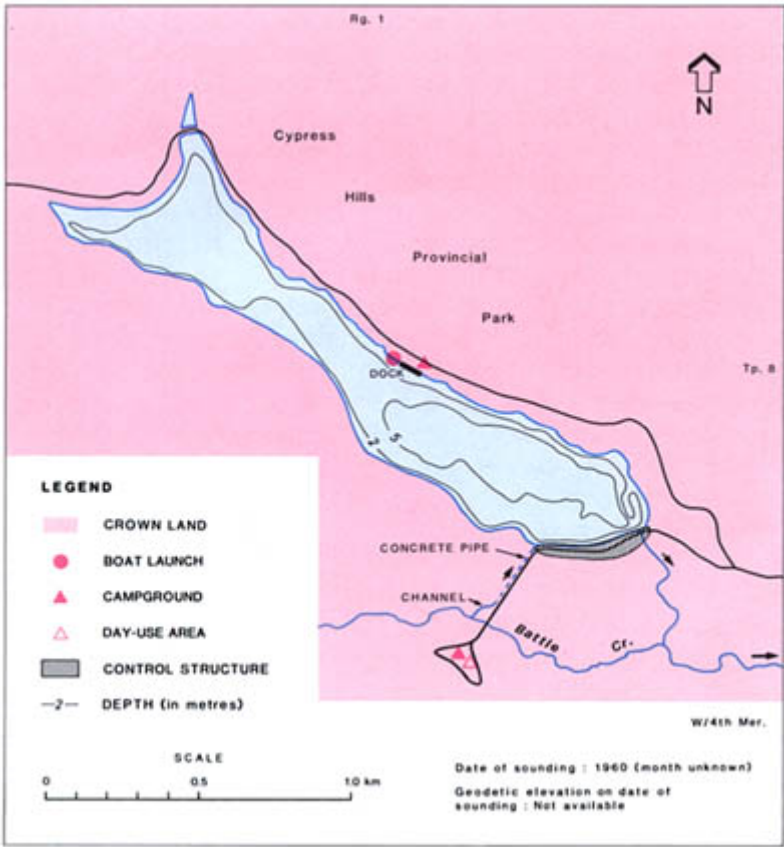 Rg. 1
N
Cypress
Hills
Provincial
Park
Tp. 8
DOCK
5
2
CONCRETE PIPE
CHANNEL
Battle Cr.
LEGEND
CROWN LAND
BOAT LAUNCH
CAMPGROUND
DAY-USE AREA
CONTROL STRUCTURE
—2— DEPTH (in metres)
W/4th Mer.
SCALE
0 0.5 1.0 km
Date of sounding : 1960 (month unknown)
Geodetic elevation on date of
sounding : Not available